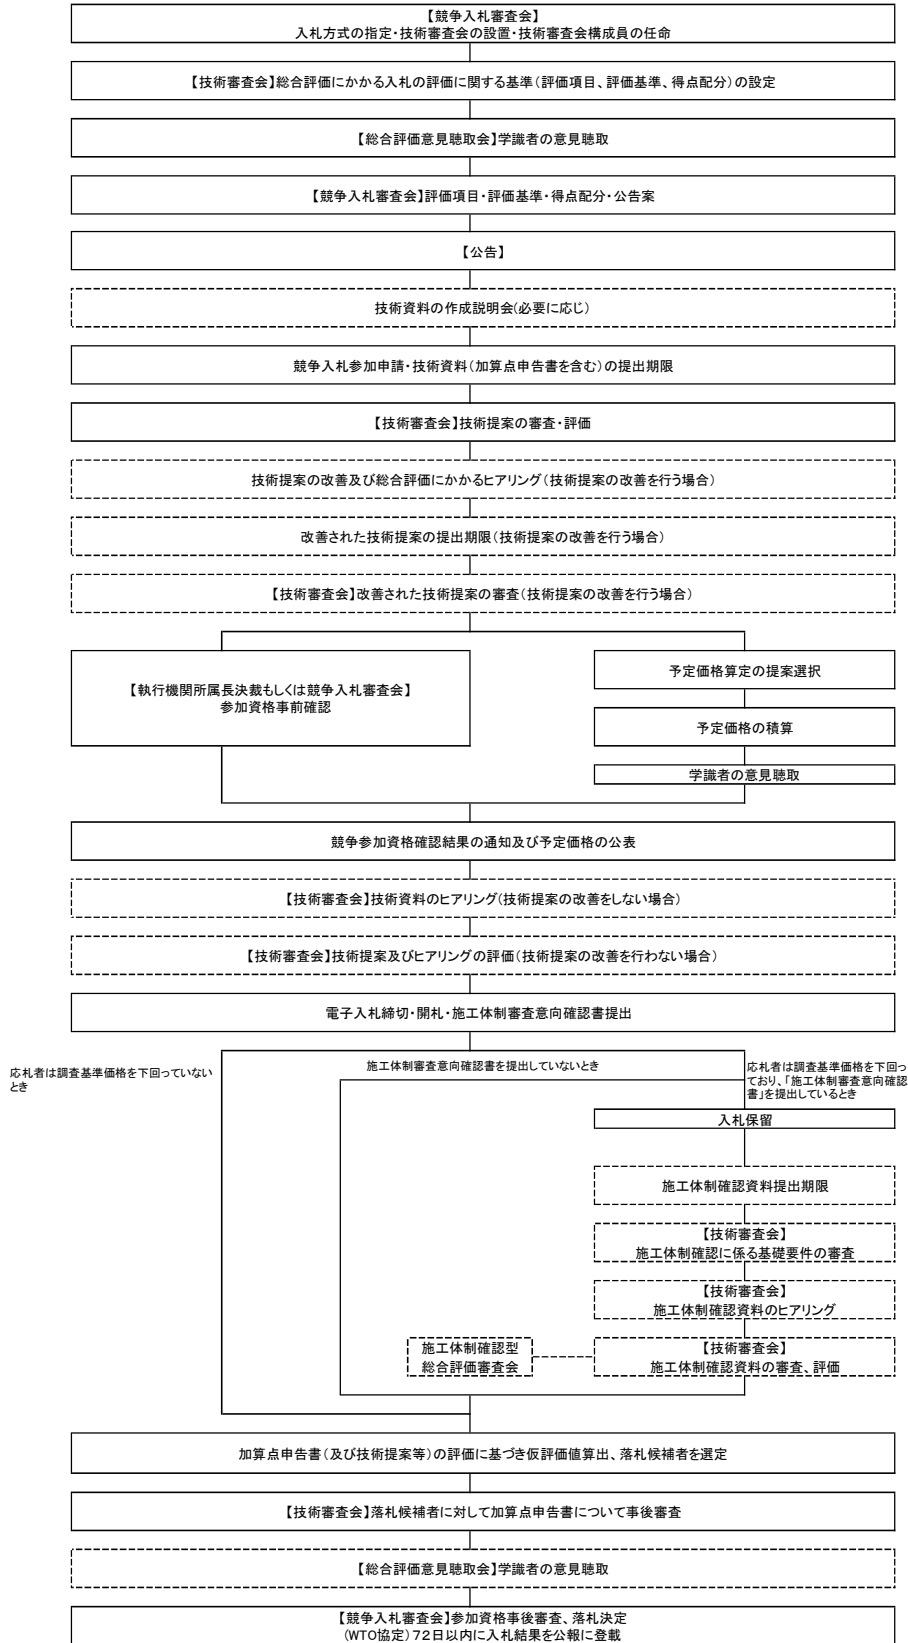 【競争入札審査会】
入札方式の指定・技術審査会の設置・技術審査会構成員の任命
【技術審査会】総合評価にかかる入札の評価に関する基準(評価項目、評価基準、得点配分)の設定
【総合評価意見聴取会】学識者の意見聴取
【競争入札審査会】評価項目・評価基準・得点配分・公告案
【公告】
技術資料の作成説明会(必要に応じ)
競争入札参加申請・技術資料(加算点申告書を含む)の提出期限
【技術審査会】技術提案の審査・評価
技術提案の改善及び総合評価にかかるヒアリング(技術提案の改善を行う場合)
改善された技術提案の提出期限(技術提案の改善を行う場合)
【技術審査会】改善された技術提案の審査(技術提案の改善を行う場合)
【執行機関所属長決裁もしくは競争入札審査会】
参加資格事前確認
予定価格算定の提案選択
予定価格の積算
学識者の意見聴取
競争参加資格確認結果の通知及び予定価格の公表
【技術審査会】技術資料のヒアリング(技術提案の改善をしない場合)
【技術審査会】技術提案及びヒアリングの評価(技術提案の改善を行わない場合)
電子入札締切・開札・施工体制審査意向確認書提出
応札者は調査基準価格を下回っていない
とき
施工体制審査意向確認書を提出していないとき
応札者は調査基準価格を下回っ
ており、「施工体制審査意向確認
書」を提出しているとき
入札保留
施工体制確認資料提出期限
【技術審査会】
施工体制確認に係る基礎要件の審査
【技術審査会】
施工体制確認資料のヒアリング
施工体制確認型
総合評価審査会
【技術審査会】
施工体制確認資料の審査、評価
加算点申告書(及び技術提案等)の評価に基づき仮評価値算出、落札候補者を選定
【技術審査会】落札候補者に対して加算点申告書について事後審査
【総合評価意見聴取会】学識者の意見聴取
【競争入札審査会】参加資格事後審査、落札決定
(WTO協定)72日以内に入札結果を公報に登載